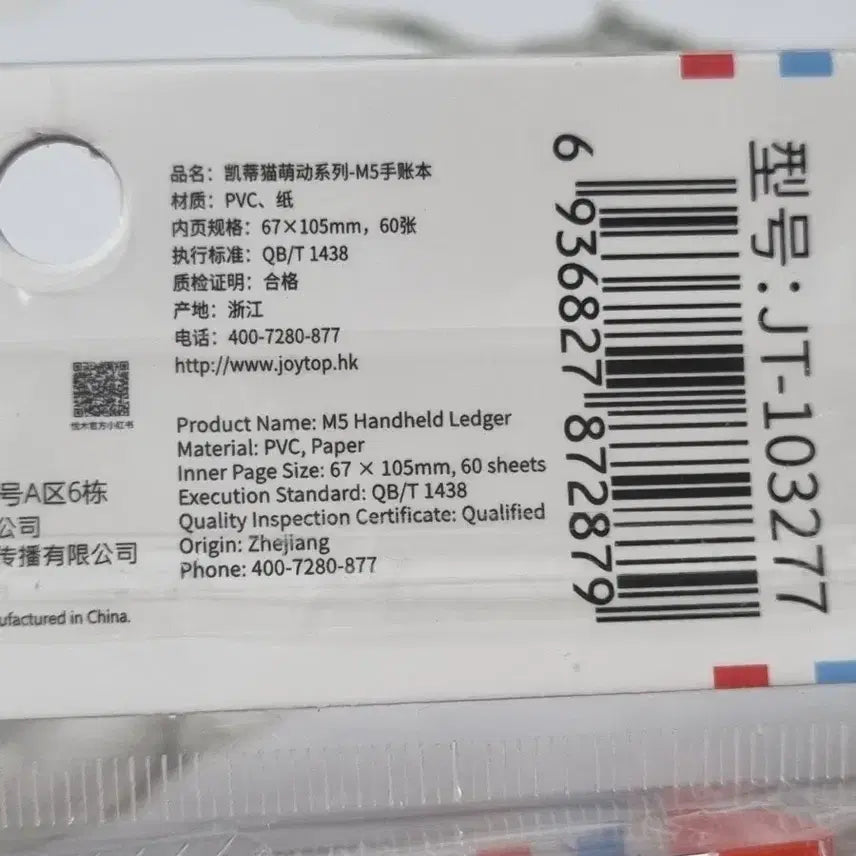 品名：凯蒂猫萌动系列-M5手账本
材质：PVC、纸
内页规格：67×105mm，60张
执行标准：QB/T 1438
质检证明：合格
产地：浙江
电话：400-7280-877
http://www.joytop.hk
Product Name: M5 Handheld Ledger
Material: PVC, Paper
Inner Page Size: 67 × 105mm, 60 sheets
Execution Standard: QB/T 1438
Quality Inspection Certificate: Qualified
Origin: Zhejiang
Phone: 400-7280-877
号A区6栋
公司
传播有限公司
ufactured in China.
6 936827 872879
型号：JT-103277